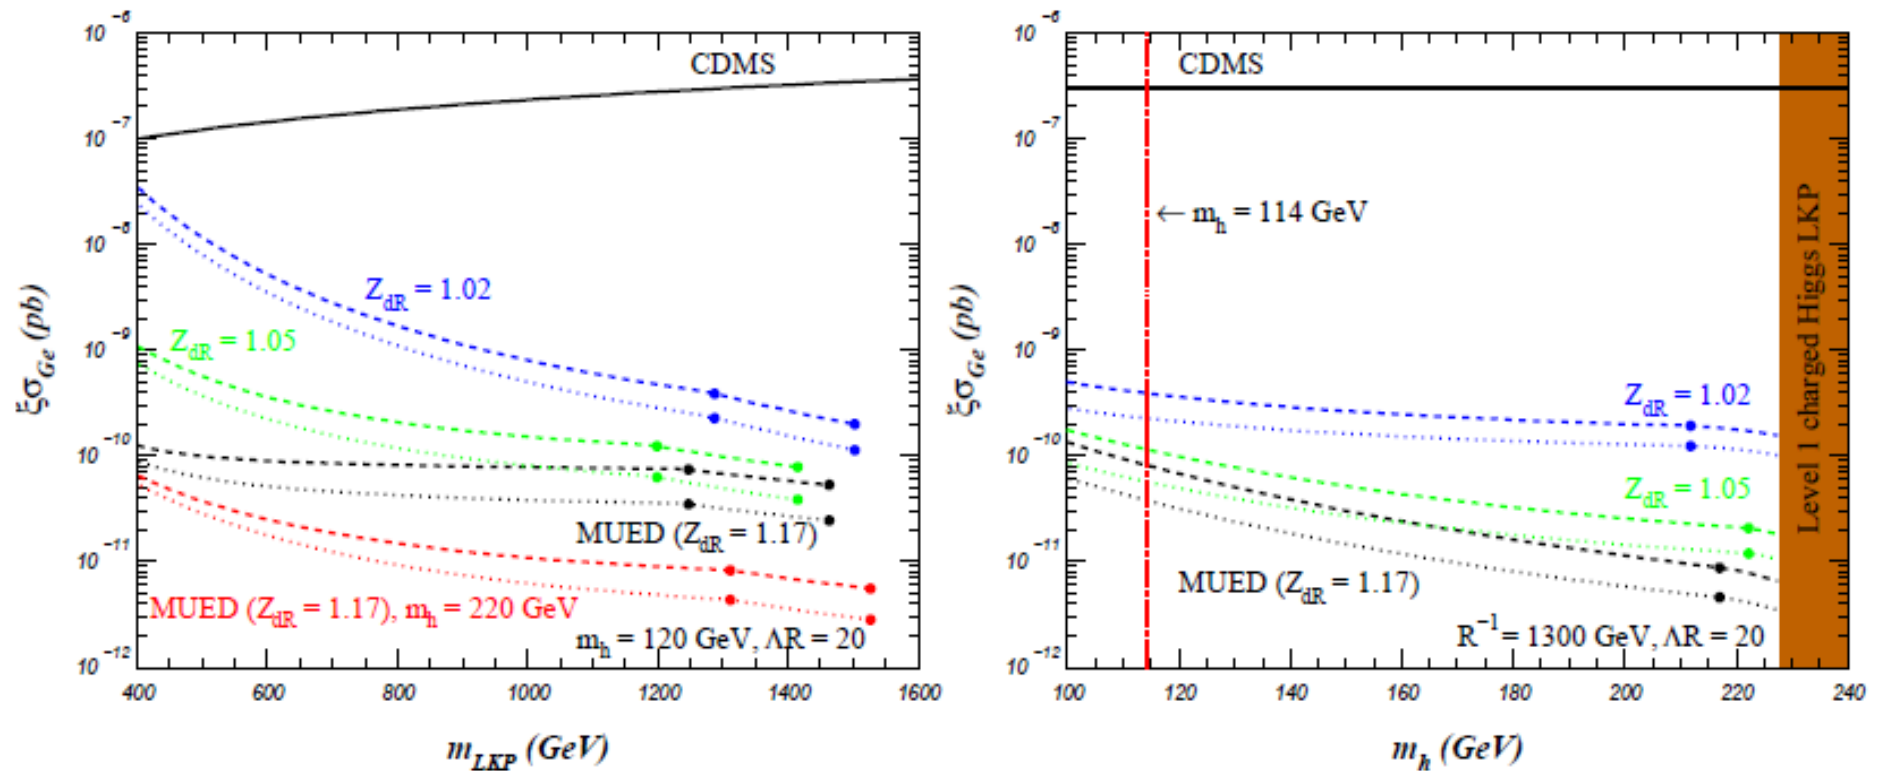 10⁻⁶
CDMS
10⁻⁷
10⁻⁸
Z_dR = 1.02
10⁻⁹
Z_dR = 1.05
10⁻¹⁰
MUED (Z_dR = 1.17)
10⁻¹¹
MUED (Z_dR = 1.17), m_h = 220 GeV
m_h = 120 GeV, ΛR = 20
10⁻¹²
400 600 800 1000 1200 1400 1600
m_LKP (GeV)
ξσ_Ge (pb)
10⁻⁶
CDMS
10⁻⁷
← m_h = 114 GeV
10⁻⁸
10⁻⁹
Z_dR = 1.02
10⁻¹⁰
Z_dR = 1.05
10⁻¹¹
MUED (Z_dR = 1.17)
R⁻¹ = 1300 GeV, ΛR = 20
10⁻¹²
100 120 140 160 180 200 220 240
m_h (GeV)
ξσ_Ge (pb)
Level 1 charged Higgs LKP